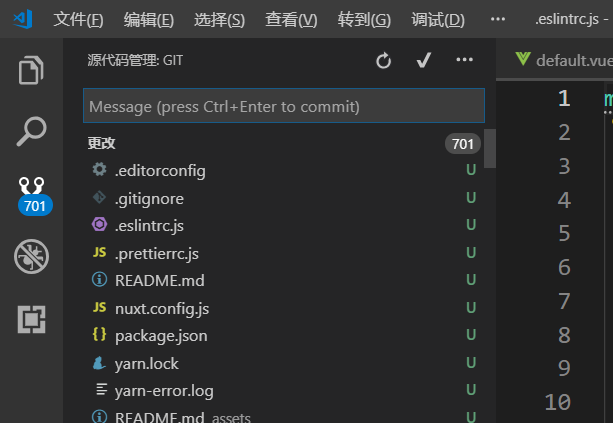 文件(F) 编辑(E) 选择(S) 查看(V) 转到(G) 调试(D) ··· .eslintrc.js -
源代码管理: GIT ···
default.vue
Message (press Ctrl+Enter to commit)
更改 701
.editorconfig U
.gitignore U
.eslintrc.js U
JS .prettierrc.js U
README.md U
JS nuxt.config.js U
{ } package.json U
yarn.lock U
yarn-error.log U
README.md assets U
701
1
2
3
4
5
6
7
8
9
10